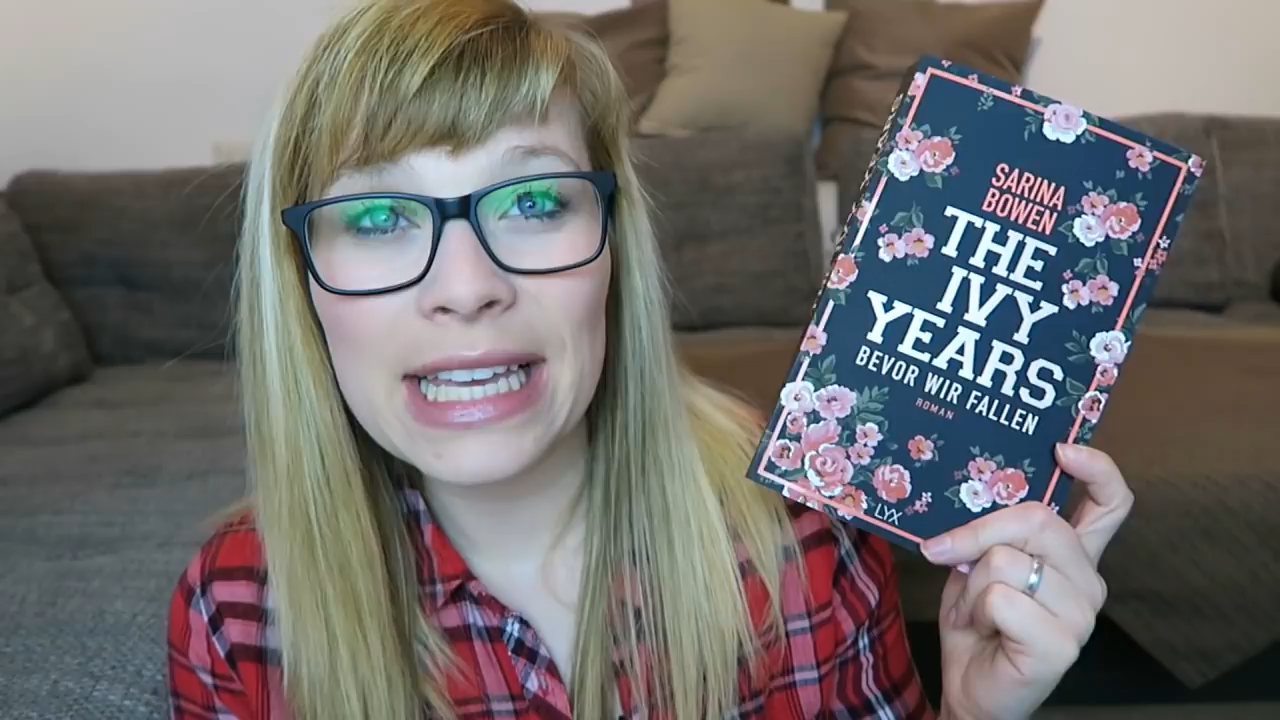 SARINA
BOWEN
THE
IVY
YEARS
BEVOR WIR FALLEN
ROMAN
LYX